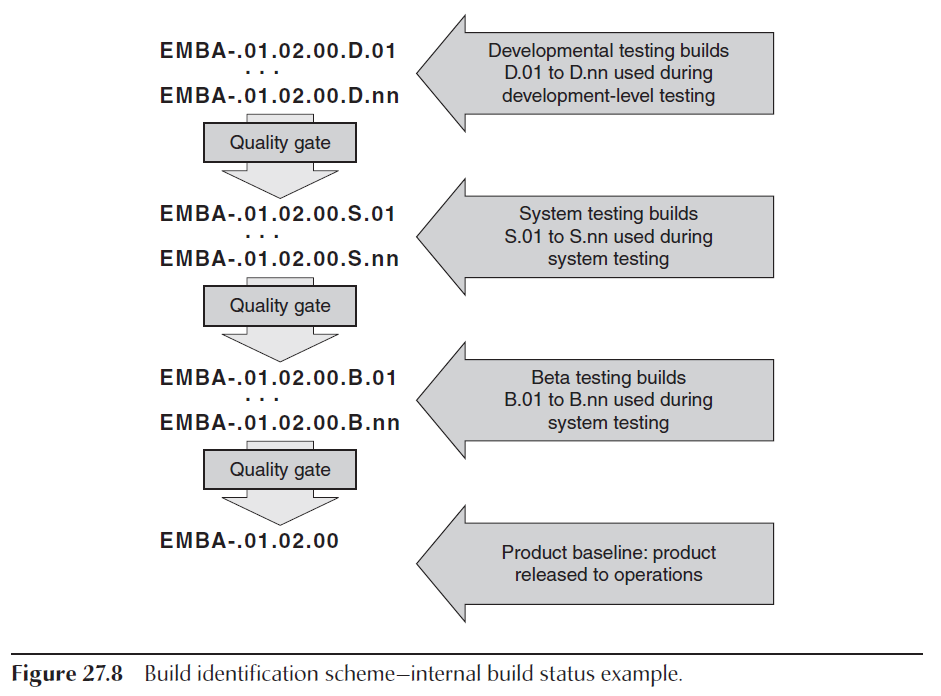 EMBA-.01.02.00.D.01
Developmental testing builds
. . .
D.01 to D.nn used during
EMBA-.01.02.00.D.nn
development-level testing
Quality gate
EMBA-.01.02.00.S.01
System testing builds
. . .
S.01 to S.nn used during
EMBA-.01.02.00.S.nn
system testing
Quality gate
EMBA-.01.02.00.B.01
Beta testing builds
. . .
B.01 to B.nn used during
EMBA-.01.02.00.B.nn
system testing
Quality gate
EMBA-.01.02.00
Product baseline: product
released to operations
Figure 27.8 Build identification scheme—internal build status example.